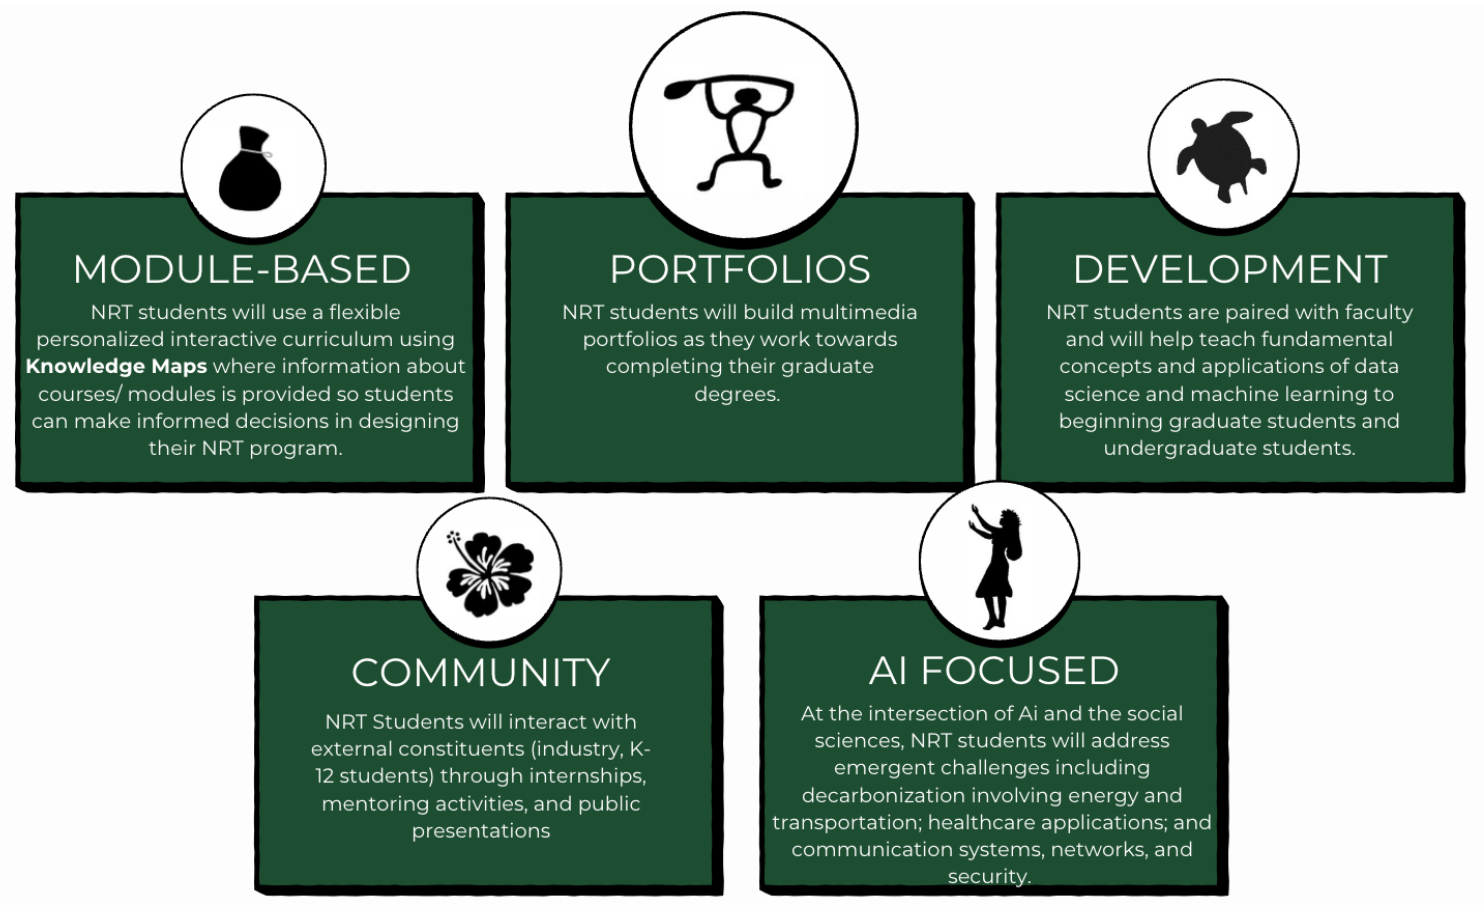 MODULE-BASED
NRT students will use a flexible
personalized interactive curriculum using
Knowledge Maps where information about
courses/ modules is provided so students
can make informed decisions in designing
their NRT program.
PORTFOLIOS
NRT students will build multimedia
portfolios as they work towards
completing their graduate
degrees.
DEVELOPMENT
NRT students are paired with faculty
and will help teach fundamental
concepts and applications of data
science and machine learning to
beginning graduate students and
undergraduate students.
COMMUNITY
NRT Students will interact with
external constituents (industry, K-
12 students) through internships,
mentoring activities, and public
presentations
AI FOCUSED
At the intersection of Ai and the social
sciences, NRT students will address
emergent challenges including
decarbonization involving energy and
transportation; healthcare applications; and
communication systems, networks, and
security.